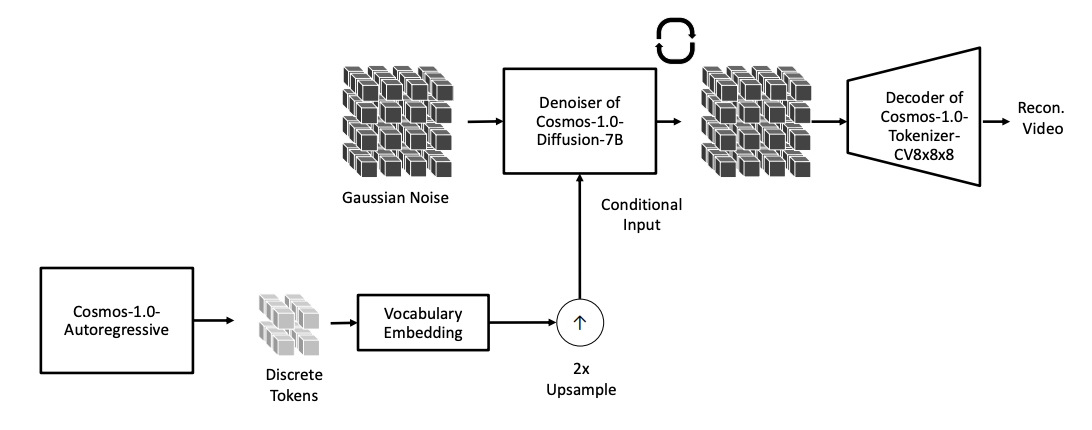 Denoiser of
Cosmos-1.0-
Diffusion-7B
Decoder of
Cosmos-1.0-
Tokenizer-
CV8x8x8
Recon.
Video
Gaussian Noise
Conditional
Input
Cosmos-1.0-
Autoregressive
Discrete
Tokens
Vocabulary
Embedding
2x
Upsample